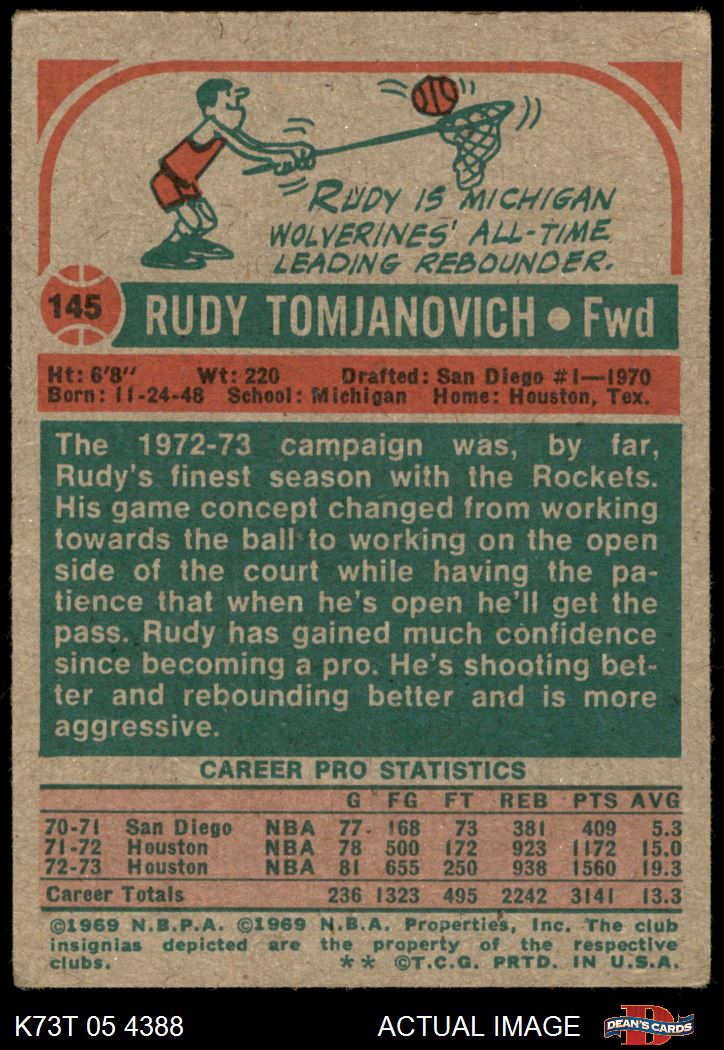 RUDY IS MICHIGAN
WOLVERINES' ALL-TIME
LEADING REBOUNDER.
145 RUDY TOMJANOVICH • Fwd
Ht: 6'8" Wt: 220 Drafted: San Diego #1—1970
Born: 11-24-48 School: Michigan Home: Houston, Tex.
The 1972-73 campaign was, by far,
Rudy's finest season with the Rockets.
His game concept changed from working
towards the ball to working on the open
side of the court while having the pa-
tience that when he's open he'll get the
pass. Rudy has gained much confidence
since becoming a pro. He's shooting bet-
ter and rebounding better and is more
aggressive.
CAREER PRO STATISTICS
G FG FT REB PTS AVG
70-71 San Diego NBA 77 168 73 381 409 5.3
71-72 Houston NBA 78 500 172 923 1172 15.0
72-73 Houston NBA 81 655 250 938 1560 19.3
Career Totals 236 1323 495 2242 3141 13.3
©1969 N.B.P.A. ©1969 N.B.A. Properties, Inc. The club
insignias depicted are the property of the respective
clubs. ** ©T.C.G. PRTD. IN U.S.A.
K73T 05 4388 ACTUAL IMAGE DEAN'S CARDS